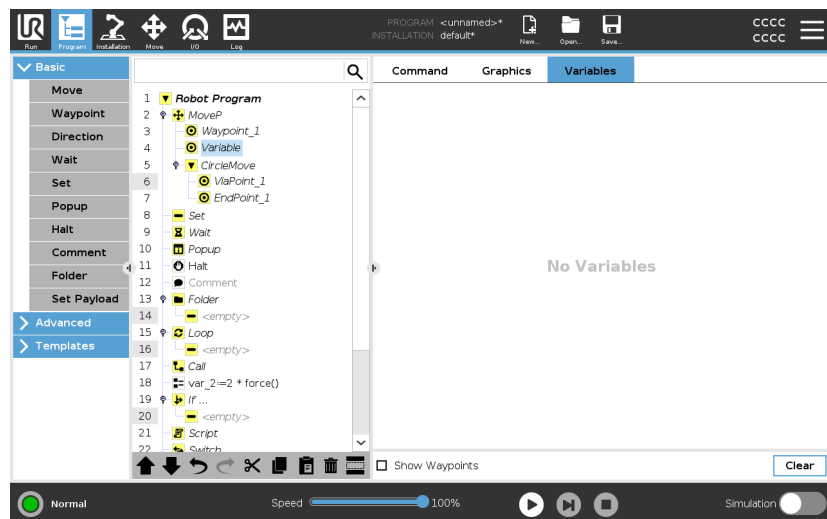 PROGRAM <unnamed>*
INSTALLATION default*
CCCC
CCCC
Run Program Installation Move I/O Log New... Open... Save...
Basic
Move
Waypoint
Direction
Wait
Set
Popup
Halt
Comment
Folder
Set Payload
Advanced
Templates
1 Robot Program
2 MoveP
3 Waypoint_1
4 Variable
5 CircleMove
6 ViaPoint_1
7 EndPoint_1
8 Set
9 Wait
10 Popup
11 Halt
12 Comment
13 Folder
14 <empty>
15 Loop
16 <empty>
17 Call
18 var_2≔2 * force()
19 If ...
20 <empty>
21 Script
22 Switch
Command Graphics Variables
No Variables
Show Waypoints
Clear
Normal
Speed
100%
Simulation